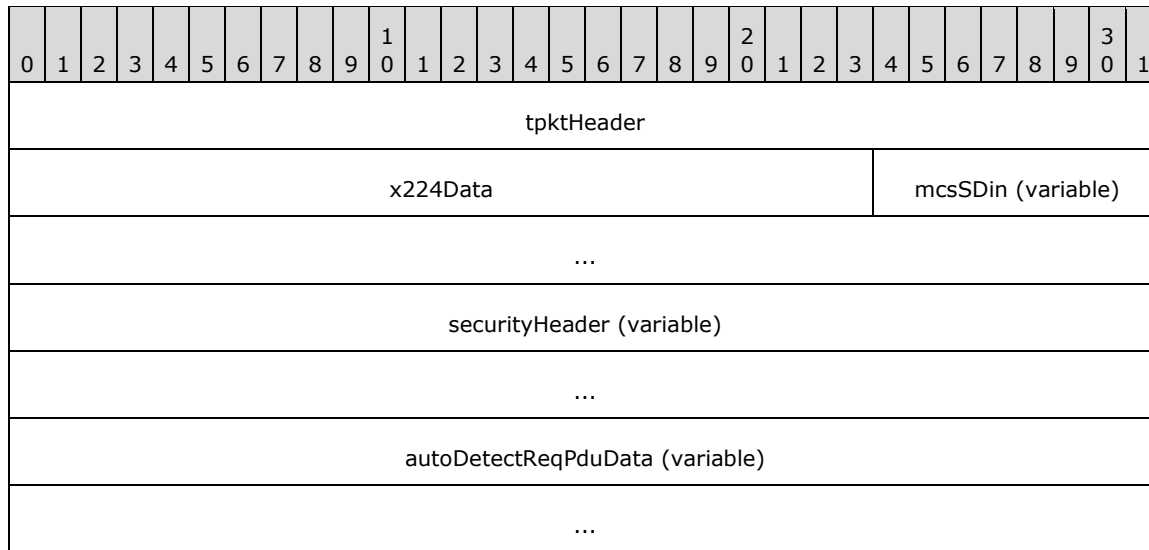 1 2 3
0 1 2 3 4 5 6 7 8 9 0 1 2 3 4 5 6 7 8 9 0 1 2 3 4 5 6 7 8 9 0 1
tpktHeader
x224Data mcsSDin (variable)
...
securityHeader (variable)
...
autoDetectReqPduData (variable)
...